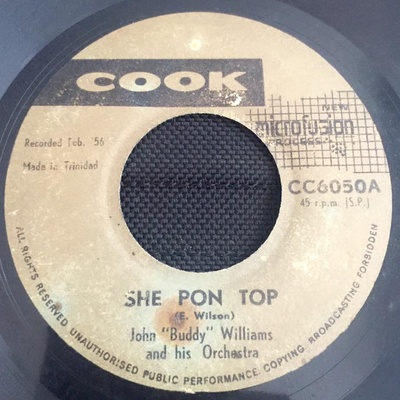 COOK
NEW
microfusion
PROCESS
Recorded Feb. '56
Made in Trinidad
CC6050A
45 r.p.m. (S.P.)
SHE PON TOP
(E. Wilson)
John "Buddy" Williams
and his Orchestra
ALL RIGHTS RESERVED UNAUTHORISED PUBLIC PERFORMANCE, COPYING BROADCASTING FORBIDDEN